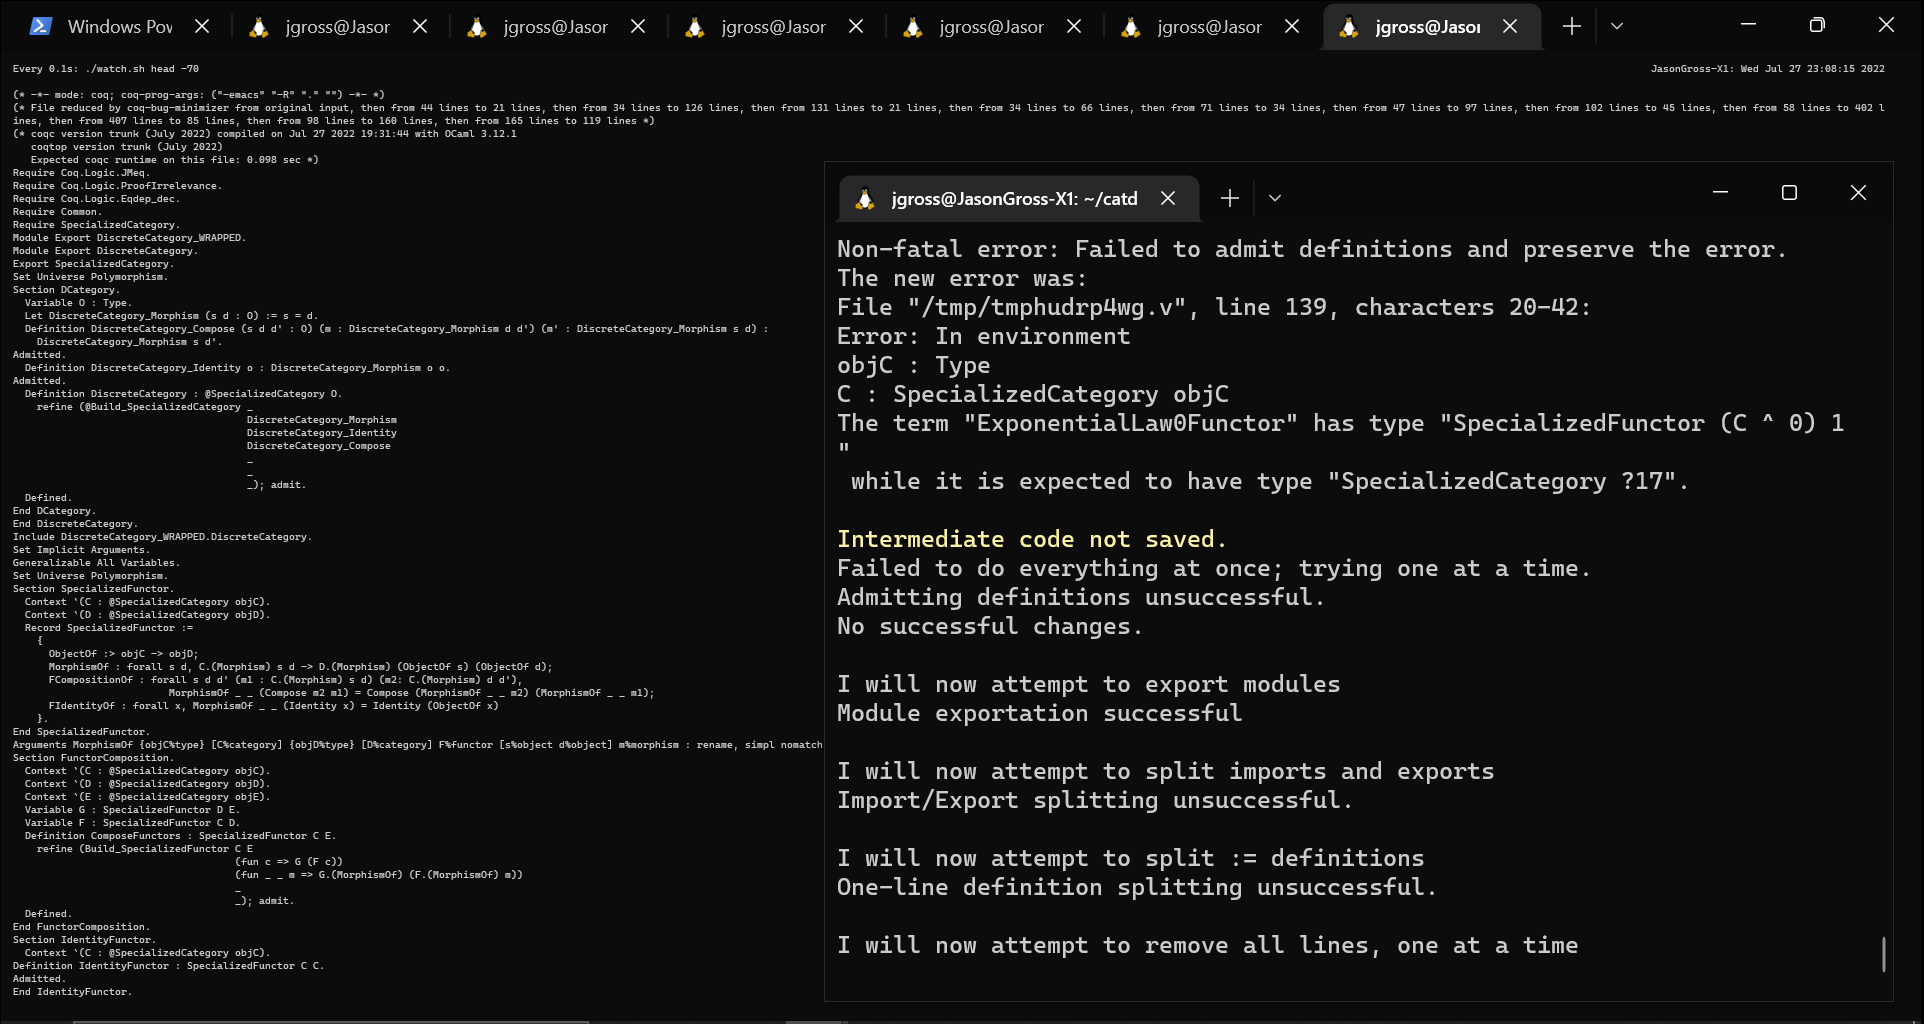 Windows Pow
jgross@Jason
jgross@Jason
jgross@Jason
jgross@Jason
jgross@Jason
jgross@Jason
Every 0.1s: ./watch.sh head -70
JasonGross-X1: Wed Jul 27 23:08:15 2022
(* -*- mode: coq; coq-prog-args: ("-emacs" "-R" "." "") -*- *)
(* File reduced by coq-bug-minimizer from original input, then from 44 lines to 21 lines, then from 34 lines to 126 lines, then from 131 lines to 21 lines, then from 34 lines to 66 lines, then from 71 lines to 34 lines, then from 47 lines to 97 lines, then from 102 lines to 45 lines, then from 58 lines to 402 l
ines, then from 407 lines to 85 lines, then from 98 lines to 160 lines, then from 165 lines to 119 lines *)
(* coqc version trunk (July 2022) compiled on Jul 27 2022 19:31:44 with OCaml 3.12.1
   coqtop version trunk (July 2022)
   Expected coqc runtime on this file: 0.098 sec *)
Require Coq.Logic.JMeq.
Require Coq.Logic.ProofIrrelevance.
Require Coq.Logic.Eqdep_dec.
Require Common.
Require SpecializedCategory.
Module Export DiscreteCategory_WRAPPED.
Module Export DiscreteCategory.
Export SpecializedCategory.
Set Universe Polymorphism.
Section DCategory.
  Variable O : Type.
  Let DiscreteCategory_Morphism (s d : O) := s = d.
  Definition DiscreteCategory_Compose (s d d' : O) (m : DiscreteCategory_Morphism d d') (m' : DiscreteCategory_Morphism s d) :
    DiscreteCategory_Morphism s d'.
Admitted.
  Definition DiscreteCategory_Identity o : DiscreteCategory_Morphism o o.
Admitted.
  Definition DiscreteCategory : @SpecializedCategory O.
    refine (@Build_SpecializedCategory _
                                       DiscreteCategory_Morphism
                                       DiscreteCategory_Identity
                                       DiscreteCategory_Compose
                                       _
                                       _
                                       _); admit.
  Defined.
End DCategory.
End DiscreteCategory.
Include DiscreteCategory_WRAPPED.DiscreteCategory.
Set Implicit Arguments.
Generalizable All Variables.
Set Universe Polymorphism.
Section SpecializedFunctor.
  Context `(C : @SpecializedCategory objC).
  Context `(D : @SpecializedCategory objD).
  Record SpecializedFunctor :=
    {
      ObjectOf :> objC -> objD;
      MorphismOf : forall s d, C.(Morphism) s d -> D.(Morphism) (ObjectOf s) (ObjectOf d);
      FCompositionOf : forall s d d' (m1 : C.(Morphism) s d) (m2: C.(Morphism) d d'),
                          MorphismOf _ _ (Compose m2 m1) = Compose (MorphismOf _ _ m2) (MorphismOf _ _ m1);
      FIdentityOf : forall x, MorphismOf _ _ (Identity x) = Identity (ObjectOf x)
    }.
End SpecializedFunctor.
Arguments MorphismOf {objC%type} [C%category] {objD%type} [D%category] F%functor [s%object d%object] m%morphism : rename, simpl nomatch
Section FunctorComposition.
  Context `(C : @SpecializedCategory objC).
  Context `(D : @SpecializedCategory objD).
  Context `(E : @SpecializedCategory objE).
  Variable G : SpecializedFunctor D E.
  Variable F : SpecializedFunctor C D.
  Definition ComposeFunctors : SpecializedFunctor C E.
    refine (Build_SpecializedFunctor C E
                                     (fun c => G (F c))
                                     (fun _ _ m => G.(MorphismOf) (F.(MorphismOf) m))
                                     _
                                     _); admit.
  Defined.
End FunctorComposition.
Section IdentityFunctor.
  Context `(C : @SpecializedCategory objC).
Definition IdentityFunctor : SpecializedFunctor C C.
Admitted.
End IdentityFunctor.
jgross@JasonGross-X1: ~/catd
Non-fatal error: Failed to admit definitions and preserve the error.
The new error was:
File "/tmp/tmphudrp4wg.v", line 139, characters 20-42:
Error: In environment
objC : Type
C : SpecializedCategory objC
The term "ExponentialLaw0Functor" has type "SpecializedFunctor (C ^ 0) 1
"
 while it is expected to have type "SpecializedCategory ?17".
Intermediate code not saved.
Failed to do everything at once; trying one at a time.
Admitting definitions unsuccessful.
No successful changes.
I will now attempt to export modules
Module exportation successful
I will now attempt to split imports and exports
Import/Export splitting unsuccessful.
I will now attempt to split := definitions
One-line definition splitting unsuccessful.
I will now attempt to remove all lines, one at a time